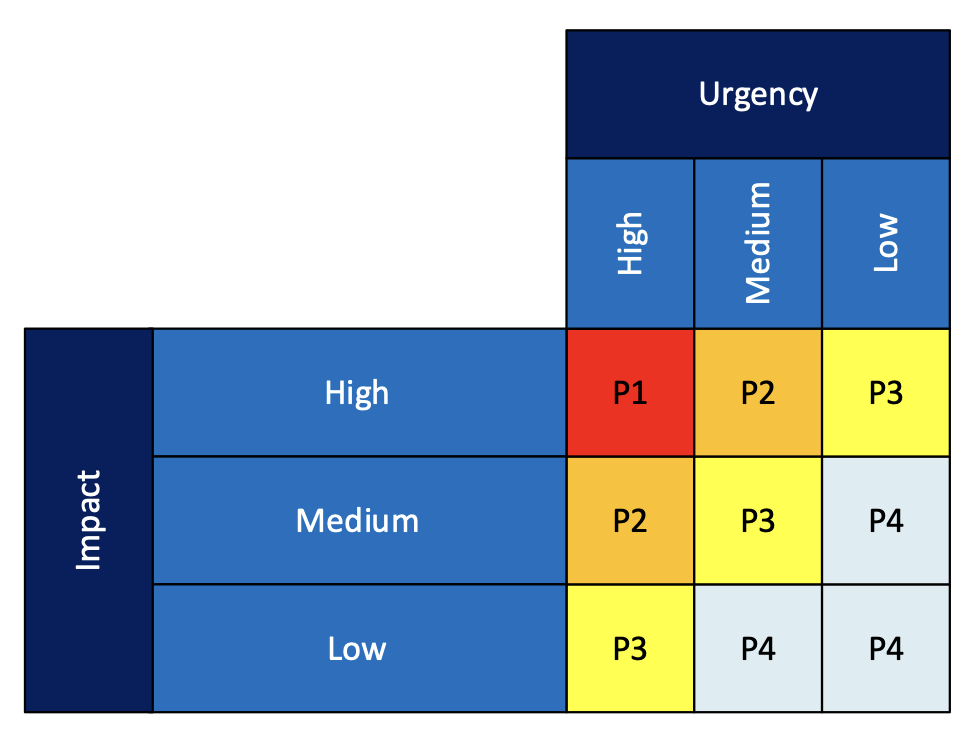 Urgency
High
Medium
Low
Impact
High
P1
P2
P3
Medium
P2
P3
P4
Low
P3
P4
P4